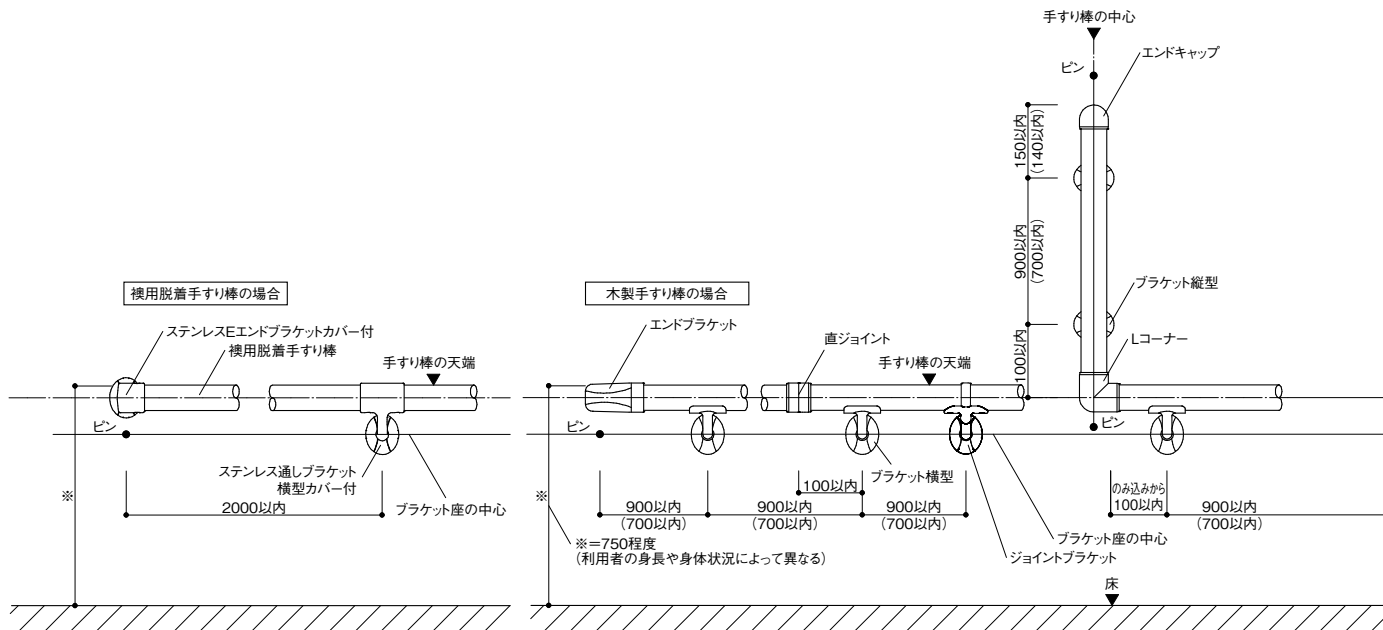 手すり棒の中心
エンドキャップ
ピン
150以内
(140以内)
900以内
(700以内)
ブラケット縦型
Lコーナー
100以内
ピン
襖用脱着手すり棒の場合
ステンレスEエンドブラケットカバー付
襖用脱着手すり棒
手すり棒の天端
ピン
ステンレス通しブラケット
横型カバー付
2000以内
ブラケット座の中心
※
木製手すり棒の場合
エンドブラケット
直ジョイント
手すり棒の天端
ピン
ブラケット横型
100以内
900以内
(700以内)
900以内
(700以内)
900以内
(700以内)
のみ込みから
100以内
900以内
(700以内)
※
※=750程度
(利用者の身長や身体状況によって異なる)
ブラケット座の中心
ジョイントブラケット
床